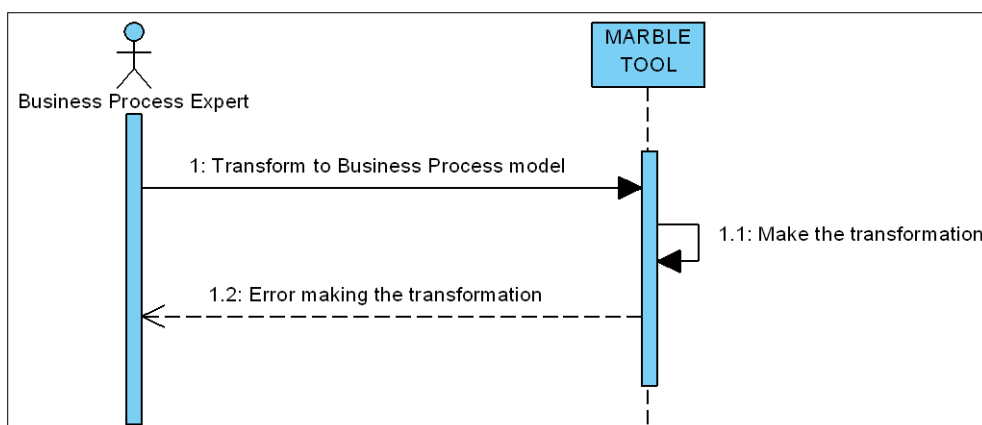 MARBLE
TOOL
Business Process Expert
1: Transform to Business Process model
1.1: Make the transformation
1.2: Error making the transformation